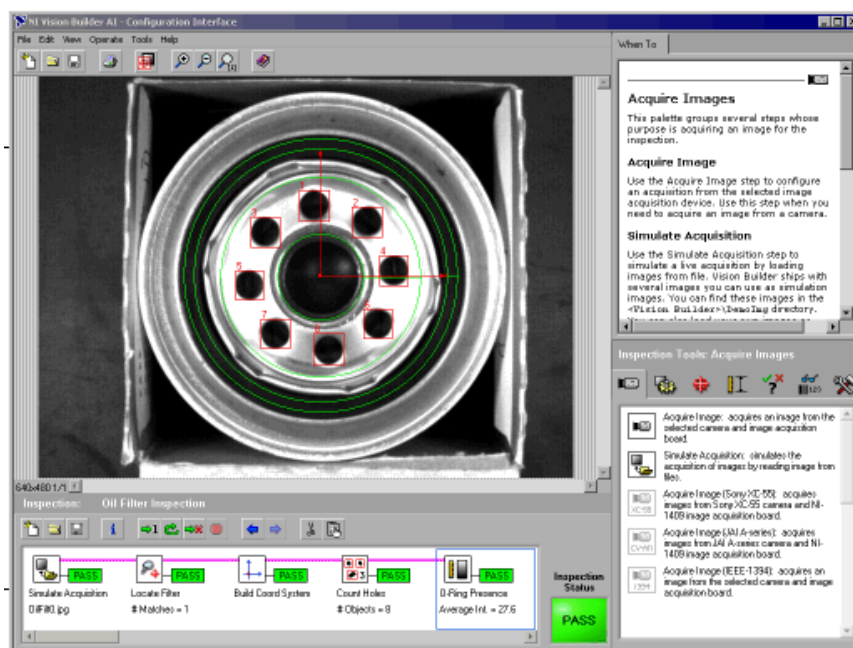 NI Vision Builder AI - Configuration Interface
File Edit View Operate Tools Help
When To
Acquire Images
This palette groups several steps whose
purpose is acquiring an image for the
inspection.
Acquire Image
Use the Acquire Image step to configure
an acquisition from the selected image
acquisition device. Use this step when you
need to acquire an image from a camera.
Simulate Acquisition
Use the Simulate Acquisition step to
simulate a live acquisition by loading
images from file. Vision Builder ships with
several images you can use as simulation
images. You can find these images in the
<Vision Builder>\DemoImg directory.
1
2
3
4
5
7
Inspection Tools: Acquire Images
Acquire Image: acquires an image from the
selected camera and image acquisition
board.
Simulate Acquisition: simulates the
acquisition of images by reading image from
files.
Acquire Image (Sony XC-55): acquires
images from Sony XC-55 camera and NI-
1409 image acquisition board.
Acquire Image (JAI A-series): acquires
images from JAI A-series camera and NI-
1409 image acquisition board.
Acquire Image (IEEE-1394): acquires an
image from the selected camera and image
acquisition board.
640x480 1/1
Inspection: Oil Filter Inspection
PASS PASS PASS PASS PASS
Simulate Acquisition Locate Filter Build Coord System Count Holes O-Ring Presence
OilFil0.jpg # Matches = 1 # Objects = 8 Average Int. = 27.6
Inspection
Status
PASS